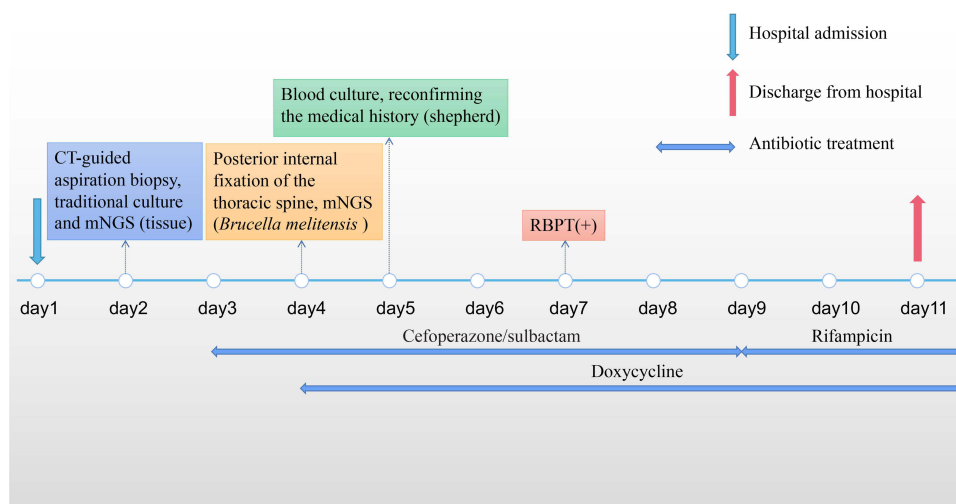 Hospital admission
Discharge from hospital
Antibiotic treatment
Blood culture, reconfirming
the medical history (shepherd)
CT-guided
aspiration biopsy,
traditional culture
and mNGS (tissue)
Posterior internal
fixation of the
thoracic spine, mNGS
(Brucella melitensis )
RBPT(+)
day1 day2 day3 day4 day5 day6 day7 day8 day9 day10 day11
Cefoperazone/sulbactam Rifampicin
Doxycycline